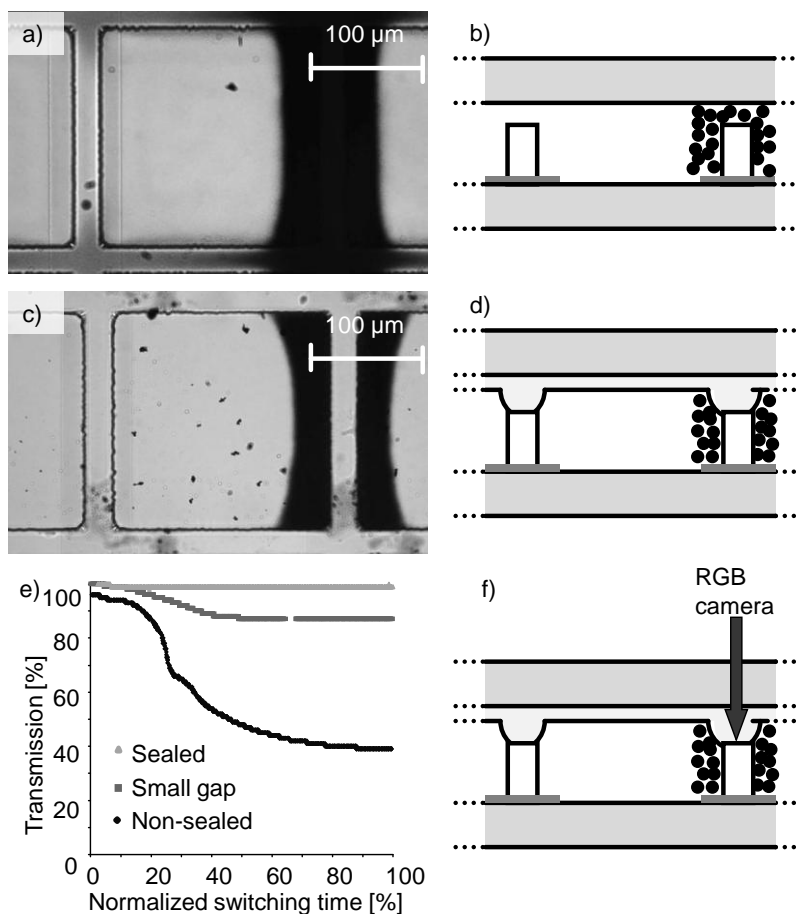 a)
100 µm
b)
c)
100 µm
d)
e)
100
80
60
40
20
0
Transmission [%]
Sealed
Small gap
Non-sealed
0 20 40 60 80 100
Normalized switching time [%]
f)
RGB
camera